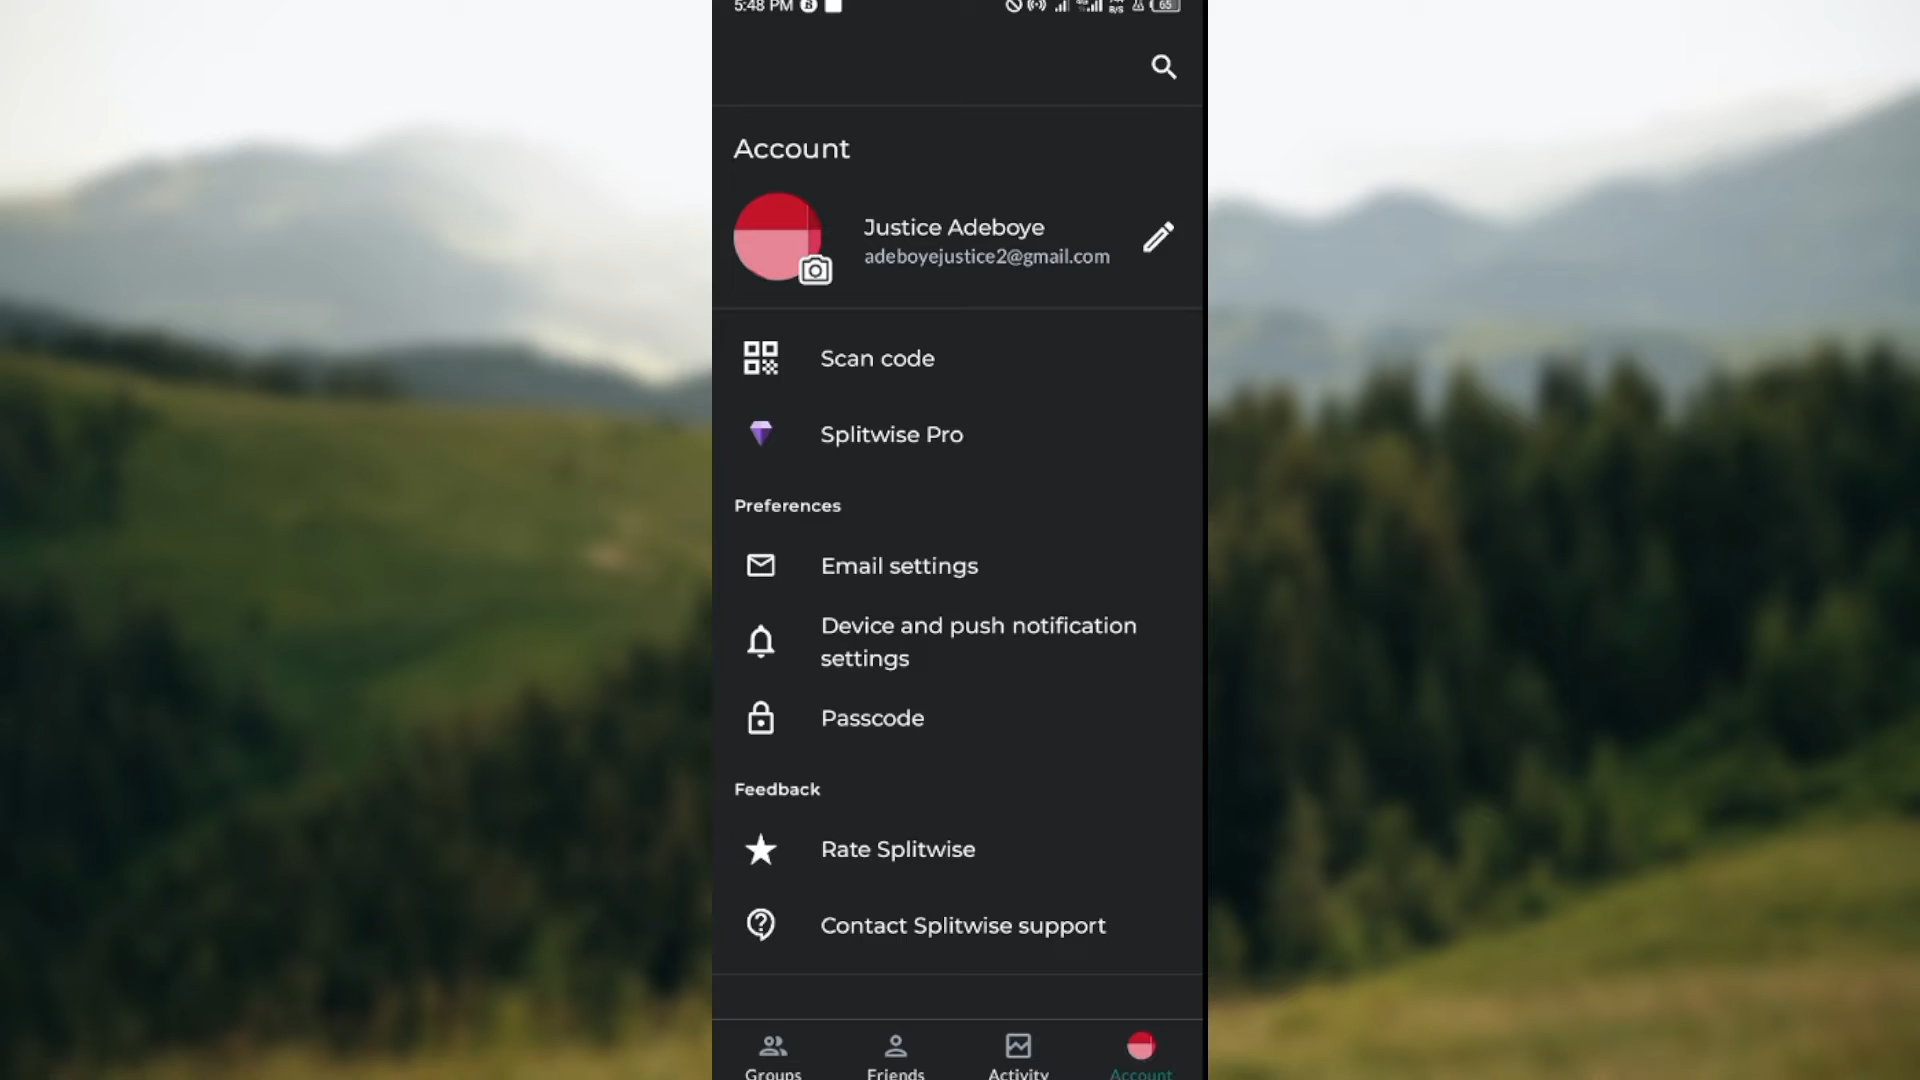 5:48 PM
65
Account
Justice Adeboye
adeboyejustice2@gmail.com
Scan code
Splitwise Pro
Preferences
Email settings
Device and push notification
settings
Passcode
Feedback
Rate Splitwise
Contact Splitwise support
Groups Friends Activity Account